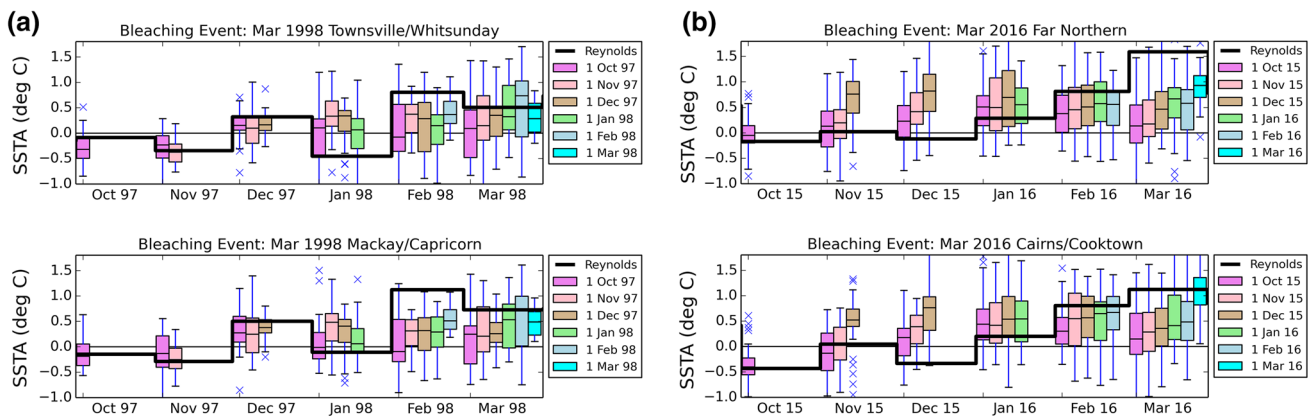 (a)
Bleaching Event: Mar 1998 Townsville/Whitsunday
SSTA (deg C)
1.5
1.0
0.5
0.0
−0.5
−1.0
Oct 97 Nov 97 Dec 97 Jan 98 Feb 98 Mar 98
Reynolds
1 Oct 97
1 Nov 97
1 Dec 97
1 Jan 98
1 Feb 98
1 Mar 98
Bleaching Event: Mar 1998 Mackay/Capricorn
SSTA (deg C)
1.5
1.0
0.5
0.0
−0.5
−1.0
Oct 97 Nov 97 Dec 97 Jan 98 Feb 98 Mar 98
Reynolds
1 Oct 97
1 Nov 97
1 Dec 97
1 Jan 98
1 Feb 98
1 Mar 98
(b)
Bleaching Event: Mar 2016 Far Northern
SSTA (deg C)
1.5
1.0
0.5
0.0
−0.5
−1.0
Oct 15 Nov 15 Dec 15 Jan 16 Feb 16 Mar 16
Reynolds
1 Oct 15
1 Nov 15
1 Dec 15
1 Jan 16
1 Feb 16
1 Mar 16
Bleaching Event: Mar 2016 Cairns/Cooktown
SSTA (deg C)
1.5
1.0
0.5
0.0
−0.5
−1.0
Oct 15 Nov 15 Dec 15 Jan 16 Feb 16 Mar 16
Reynolds
1 Oct 15
1 Nov 15
1 Dec 15
1 Jan 16
1 Feb 16
1 Mar 16